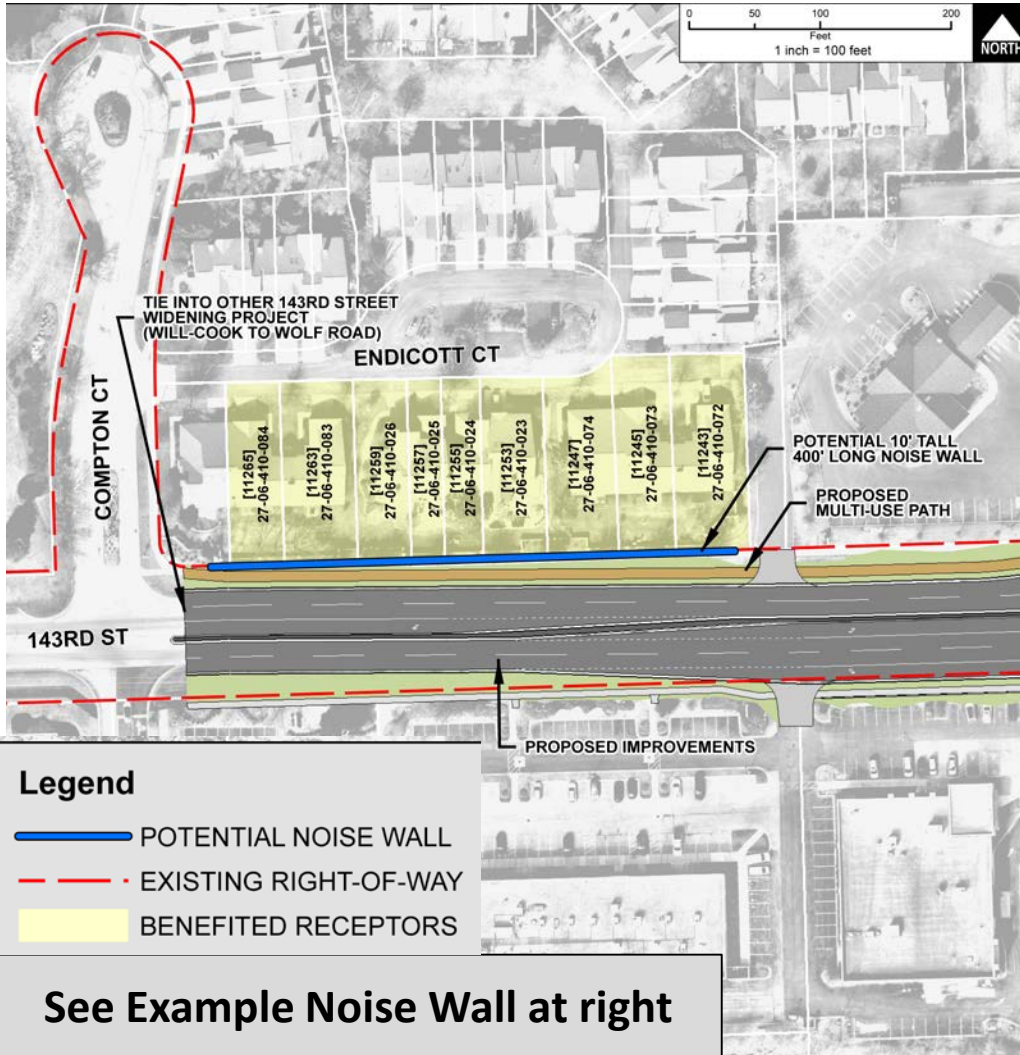 0 50 100 200
Feet
1 inch = 100 feet
NORTH
TIE INTO OTHER 143RD STREET
WIDENING PROJECT
(WILL-COOK TO WOLF ROAD)
ENDICOTT CT
COMPTON CT
[11265]
27-06-410-084
[11263]
27-06-410-083
[11259]
27-06-410-026
[11257]
27-06-410-025
[11255]
27-06-410-024
[11253]
27-06-410-023
[11247]
27-06-410-074
[11245]
27-06-410-073
[11243]
27-06-410-072
POTENTIAL 10' TALL
400' LONG NOISE WALL
PROPOSED
MULTI-USE PATH
143RD ST
PROPOSED IMPROVEMENTS
Legend
POTENTIAL NOISE WALL
EXISTING RIGHT-OF-WAY
BENEFITED RECEPTORS
See Example Noise Wall at right